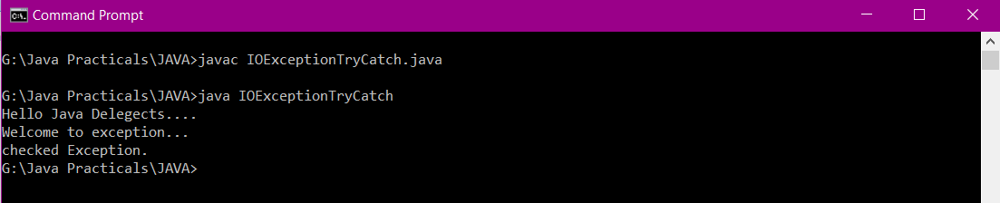 Command Prompt
G:\Java Practicals\JAVA>javac IOExceptionTryCatch.java
G:\Java Practicals\JAVA>java IOExceptionTryCatch
Hello Java Delegects....
Welcome to exception...
checked Exception.
G:\Java Practicals\JAVA>